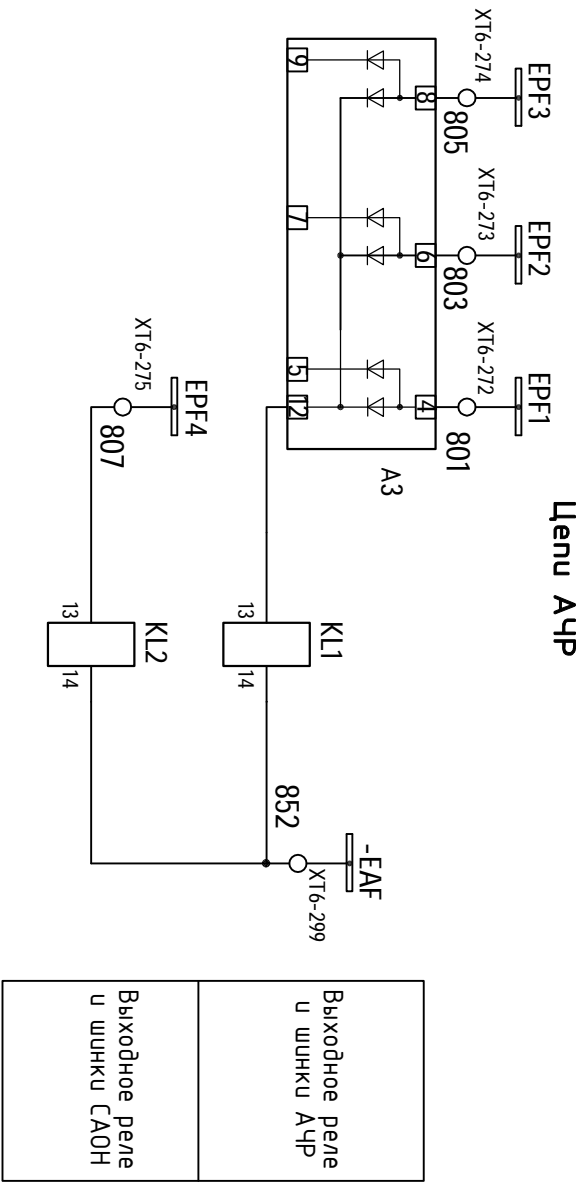 Цепи АЧР
EPF3
EPF2
EPF1
XT6-274
XT6-273
XT6-272
805
803
801
8
6
4
9
7
5
12
A3
EPF4
XT6-275
807
13
KL1
14
13
KL2
14
852
-EAF
XT6-299
Выходное реле
и шинки АЧР
Выходное реле
и шинки САОН